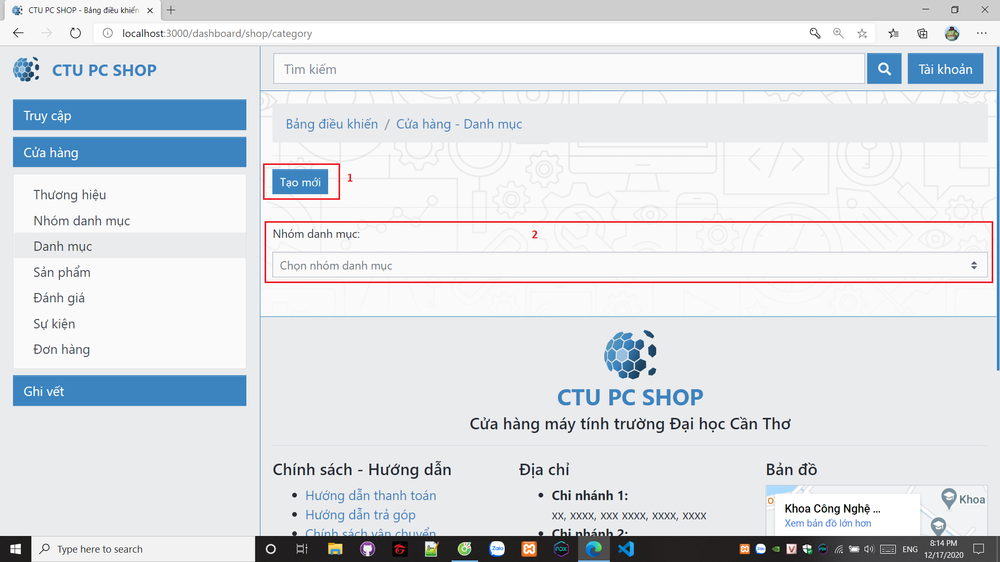 CTU PC SHOP - Bảng điều khiển
localhost:3000/dashboard/shop/category
CTU PC SHOP
Tìm kiếm
Tài khoản
Truy cập
Cửa hàng
Thương hiệu
Nhóm danh mục
Danh mục
Sản phẩm
Đánh giá
Sự kiện
Đơn hàng
Ghi vết
Bảng điều khiển / Cửa hàng - Danh mục
Tạo mới
1
Nhóm danh mục:
2
Chọn nhóm danh mục
CTU PC SHOP
Cửa hàng máy tính trường Đại học Cần Thơ
Chính sách - Hướng dẫn
Hướng dẫn thanh toán
Hướng dẫn trả góp
Chính sách vận chuyển
Địa chỉ
Chi nhánh 1:
xx, xxxx, xxx xxxx, xxxx, xxxx
Chi nhánh 2:
Bản đồ
Khoa Công Nghệ ...
Xem bản đồ lớn hơn
Khoa
Type here to search
Zalo
nox
ENG
8:14 PM
12/17/2020